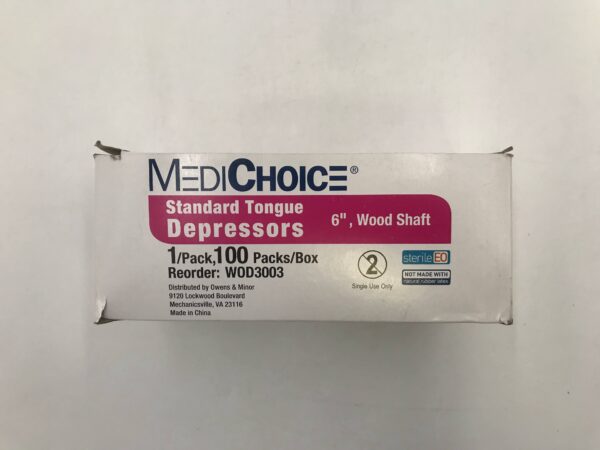 MEDICHOICE®
Standard Tongue
Depressors
6", Wood Shaft
1/Pack,100 Packs/Box
Reorder: WOD3003
Distributed by Owens & Minor
9120 Lockwood Boulevard
Mechanicsville, VA 23116
Made in China
2
Single Use Only
sterile EO
NOT MADE WITH
natural rubber latex